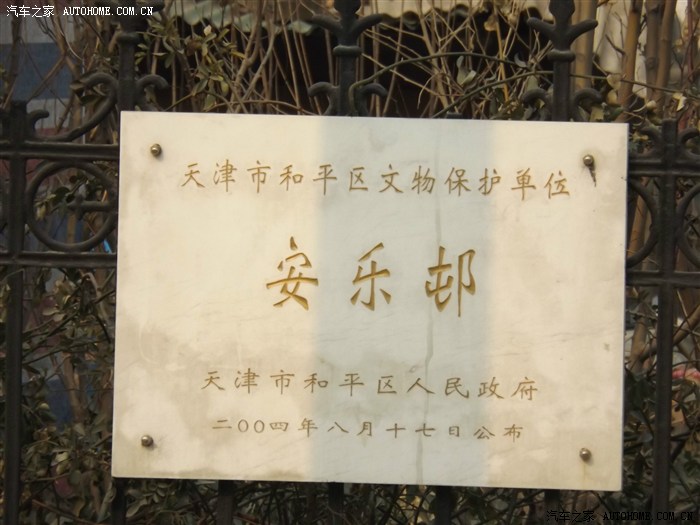 汽车之家 AUTOHOME.COM.CN
天津市和平区文物保护单位
安乐邨
天津市和平区人民政府
二〇〇四年八月十七日公布
汽车之家 AUTOHOME.COM.CN